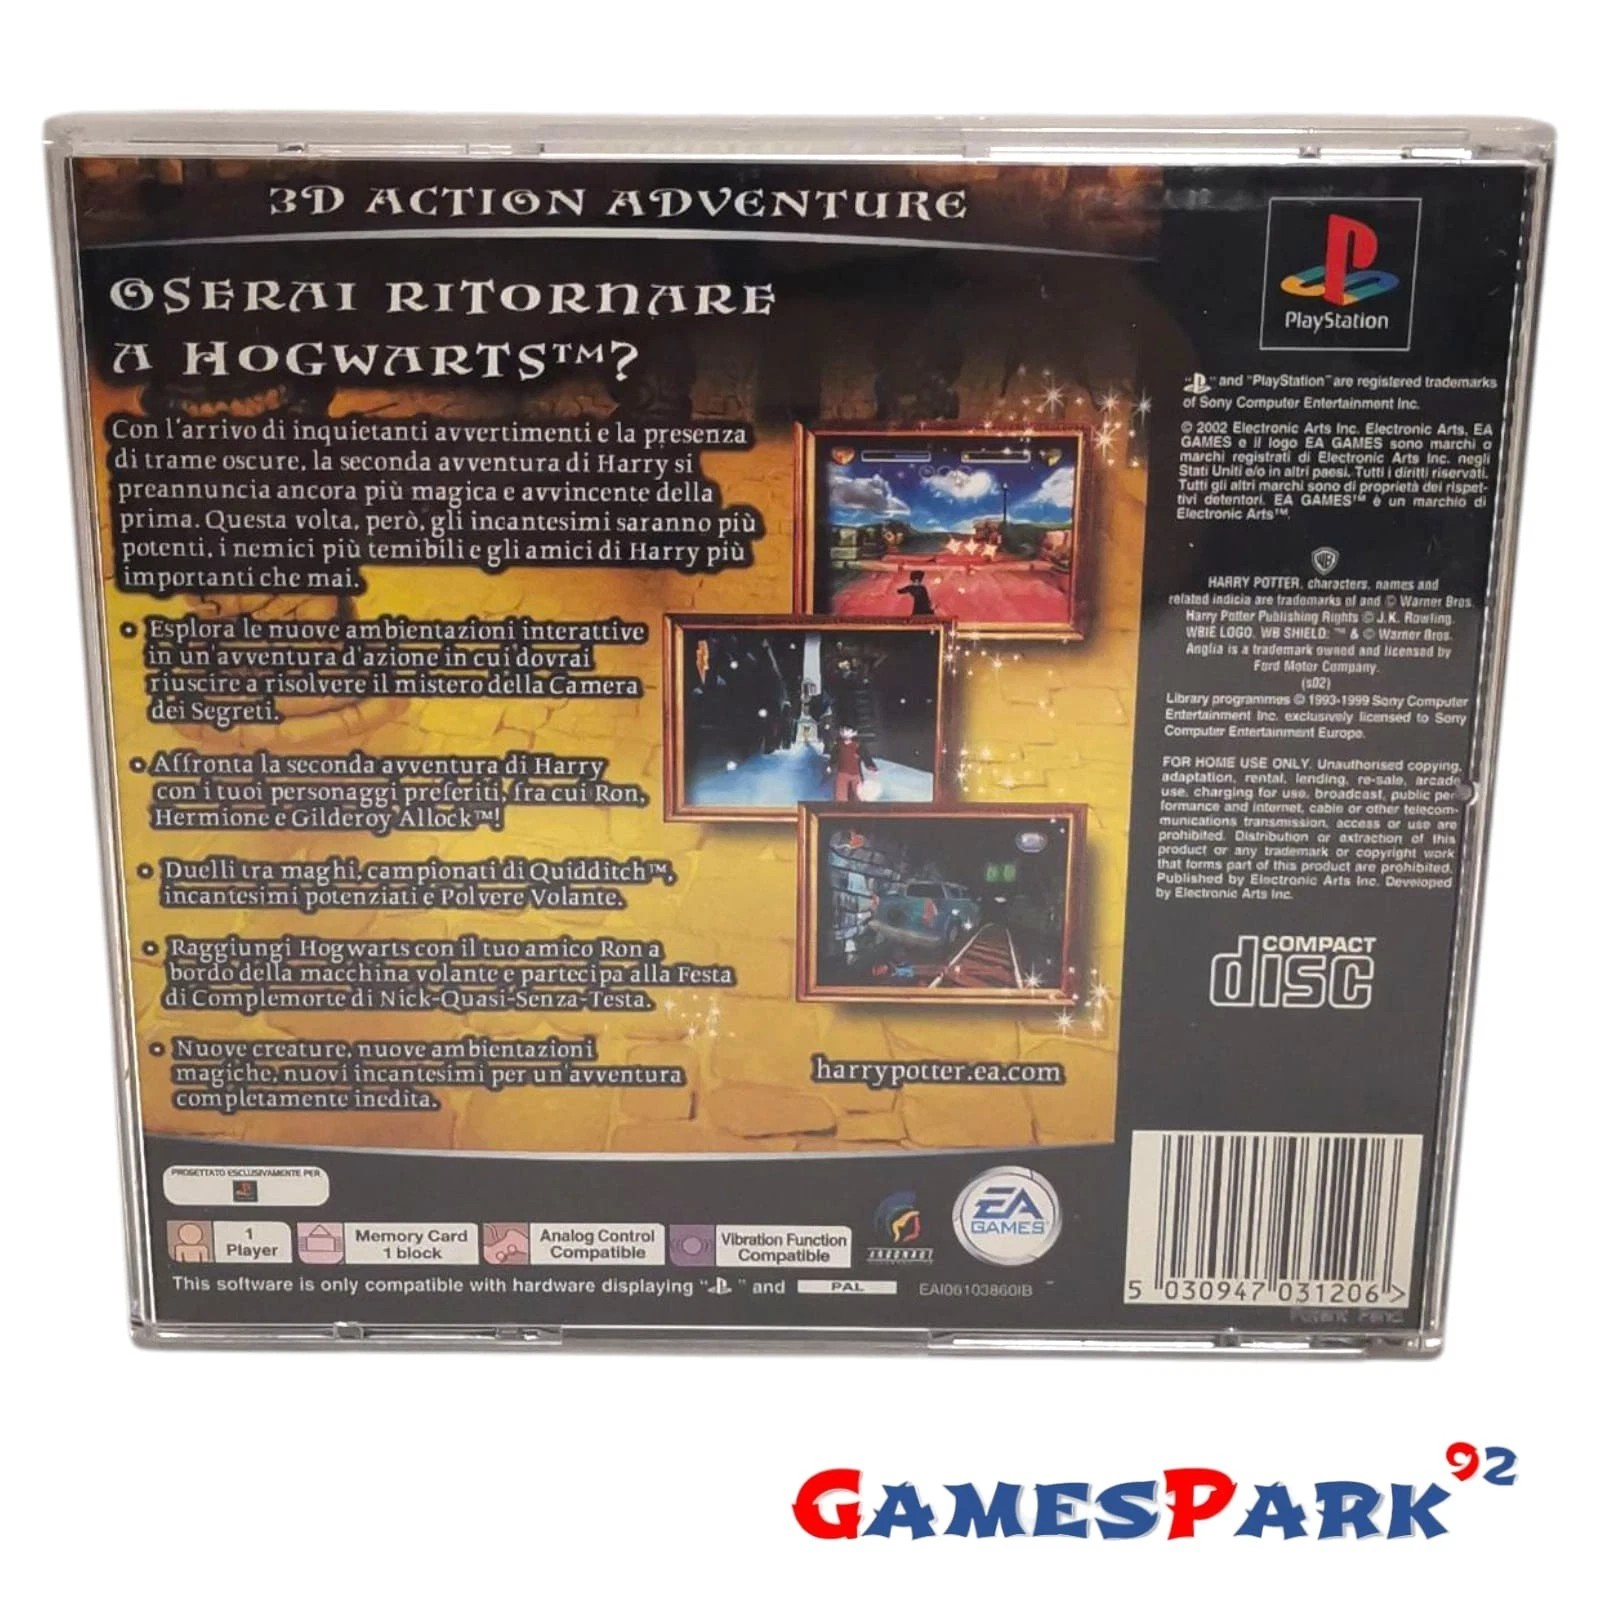 3D ACTION ADVENTURE
OSERAI RITORNARE
A HOGWARTS™?
Con l'arrivo di inquietanti avvertimenti e la presenza
di trame oscure, la seconda avventura di Harry si
preannuncia ancora più magica e avvincente della
prima. Questa volta, però, gli incantesimi saranno più
potenti, i nemici più temibili e gli amici di Harry più
importanti che mai.
• Esplora le nuove ambientazioni interattive
in un'avventura d'azione in cui dovrai
riuscire a risolvere il mistero della Camera
dei Segreti.
• Affronta la seconda avventura di Harry
con i tuoi personaggi preferiti, fra cui Ron,
Hermione e Gilderoy Allock™!
• Duelli tra maghi, campionati di Quidditch™,
incantesimi potenziati e Polvere Volante.
• Raggiungi Hogwarts con il tuo amico Ron a
bordo della macchina volante e partecipa alla Festa
di Complemorte di Nick-Quasi-Senza-Testa.
• Nuove creature, nuove ambientazioni
magiche, nuovi incantesimi per un'avventura
completamente inedita.
harrypotter.ea.com
PlayStation
" " and "PlayStation" are registered trademarks
of Sony Computer Entertainment Inc.
© 2002 Electronic Arts Inc. Electronic Arts, EA
GAMES e il logo EA GAMES sono marchi o
marchi registrati di Electronic Arts Inc. negli
Stati Uniti e/o in altri paesi. Tutti i diritti riservati.
Tutti gli altri marchi sono di proprietà dei rispet-
tivi detentori. EA GAMES™ è un marchio di
Electronic Arts™.
WB
HARRY POTTER, characters, names and
related indicia are trademarks of and © Warner Bros.
Harry Potter Publishing Rights © J.K. Rowling.
WBIE LOGO, WB SHIELD: ™ & © Warner Bros.
Anglia is a trademark owned and licensed by
Ford Motor Company.
(s02)
Library programmes © 1993-1999 Sony Computer
Entertainment Inc. exclusively licensed to Sony
Computer Entertainment Europe.
FOR HOME USE ONLY. Unauthorised copying,
adaptation, rental, lending, re-sale, arcade
use, charging for use, broadcast, public per-
formance and internet, cable or other telecom-
munications transmission, access or use are
prohibited. Distribution or extraction of this
product or any trademark or copyright work
that forms part of this product are prohibited.
Published by Electronic Arts Inc. Developed
by Electronic Arts Inc.
COMPACT
disc
PROGETTATO ESCLUSIVAMENTE PER
1
Player
Memory Card
1 block
Analog Control
Compatible
Vibration Function
Compatible
ARGONAUT
EA
GAMES™
This software is only compatible with hardware displaying " " and PAL
EAI06103860IB
5 030947 031206 >
GAMESPARK92